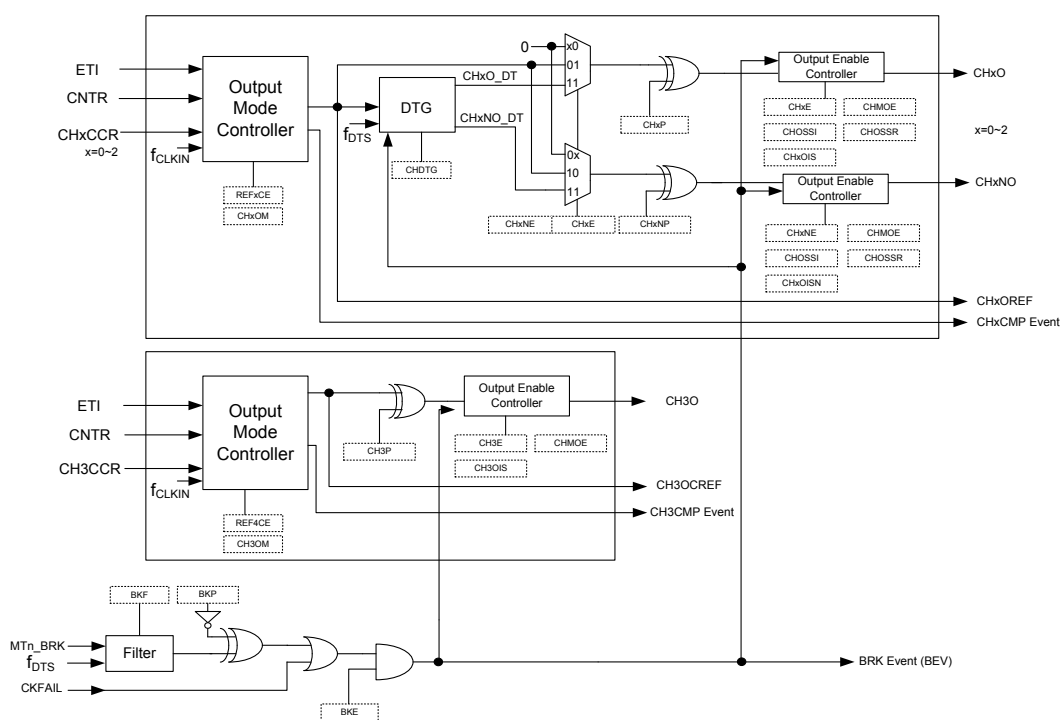 ETI
CNTR
CHxCCR
x=0~2
fCLKIN
Output
Mode
Controller
REFxCE
CHxOM
fDTS
DTG
CHDTG
CHxO_DT
CHxNO_DT
0
x0
01
11
0x
10
11
CHxNE
CHxE
CHxP
CHxNP
Output Enable
Controller
CHxE
CHMOE
CHOSSI
CHOSSR
CHxOIS
CHxO
x=0~2
Output Enable
Controller
CHxNE
CHMOE
CHOSSI
CHOSSR
CHxOISN
CHxNO
CHxOREF
CHxCMP Event
ETI
CNTR
CH3CCR
fCLKIN
Output
Mode
Controller
REF4CE
CH3OM
CH3P
Output Enable
Controller
CH3E
CHMOE
CH3OIS
CH3O
CH3OCREF
CH3CMP Event
BKF
BKP
MTn_BRK
fDTS
Filter
CKFAIL
BKE
BRK Event (BEV)